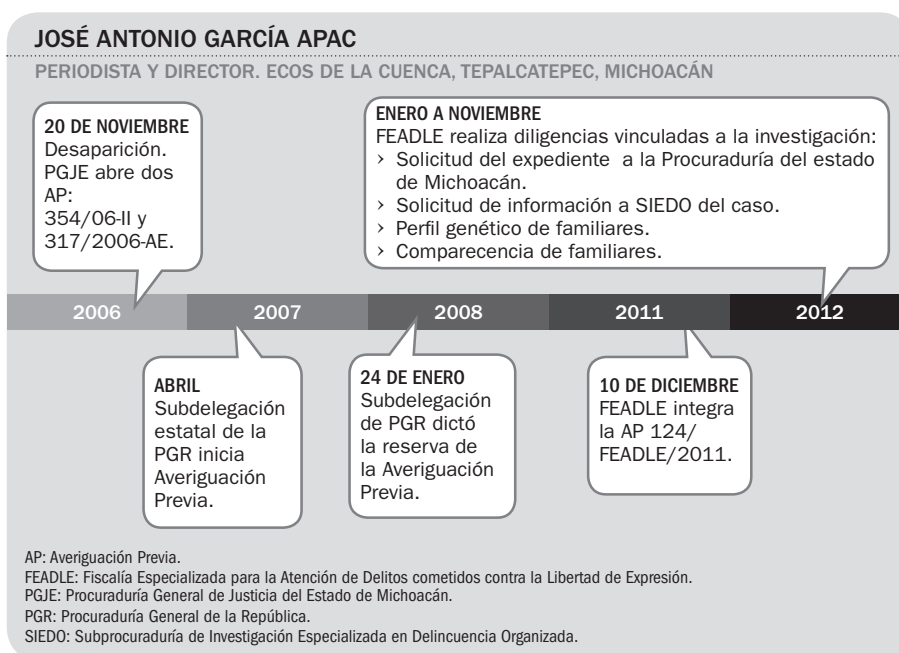 JOSÉ ANTONIO GARCÍA APAC
PERIODISTA Y DIRECTOR. ECOS DE LA CUENCA, TEPALCATEPEC, MICHOACÁN
20 DE NOVIEMBRE
Desaparición.
PGJE abre dos
AP:
354/06-II y
317/2006-AE.
ENERO A NOVIEMBRE
FEADLE realiza diligencias vinculadas a la investigación:
› Solicitud del expediente a la Procuraduría del estado
de Michoacán.
› Solicitud de información a SIEDO del caso.
› Perfil genético de familiares.
› Comparecencia de familiares.
2006 2007 2008 2011 2012
ABRIL
Subdelegación
estatal de la
PGR inicia
Averiguación
Previa.
24 DE ENERO
Subdelegación
de PGR dictó
la reserva de
la Averiguación
Previa.
10 DE DICIEMBRE
FEADLE integra
la AP 124/
FEADLE/2011.
AP: Averiguación Previa.
FEADLE: Fiscalía Especializada para la Atención de Delitos cometidos contra la Libertad de Expresión.
PGJE: Procuraduría General de Justicia del Estado de Michoacán.
PGR: Procuraduría General de la República.
SIEDO: Subprocuraduría de Investigación Especializada en Delincuencia Organizada.